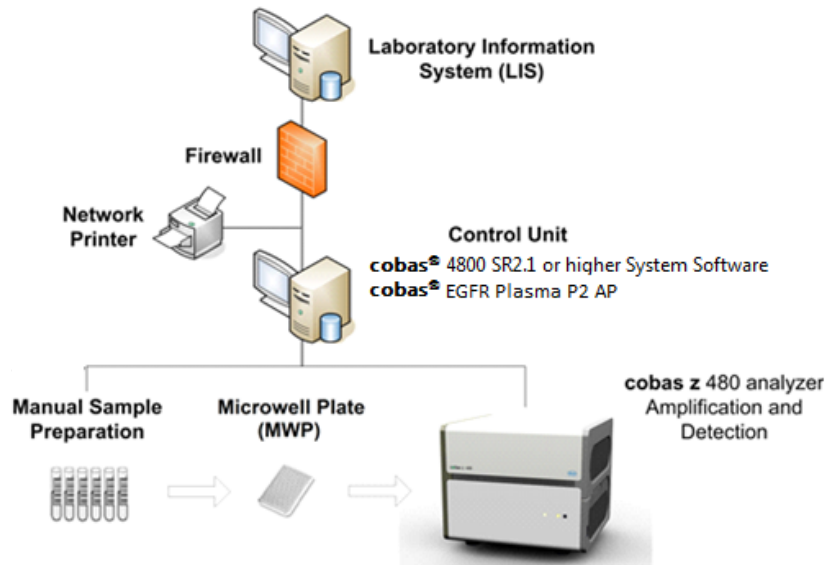 Laboratory Information
System (LIS)
Firewall
Network
Printer
Control Unit
cobas® 4800 SR2.1 or higher System Software
cobas® EGFR Plasma P2 AP
cobas z 480 analyzer
Amplification and
Detection
Manual Sample
Preparation
Microwell Plate
(MWP)